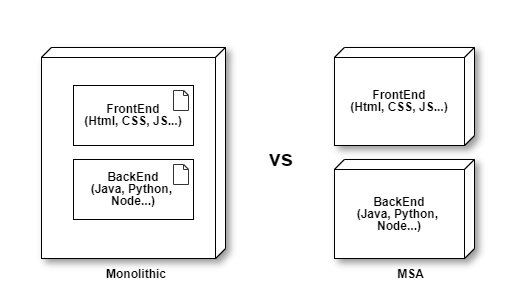 FrontEnd
(Html, CSS, JS...)
BackEnd
(Java, Python,
Node...)
Monolithic
VS
FrontEnd
(Html, CSS, JS...)
BackEnd
(Java, Python,
Node...)
MSA